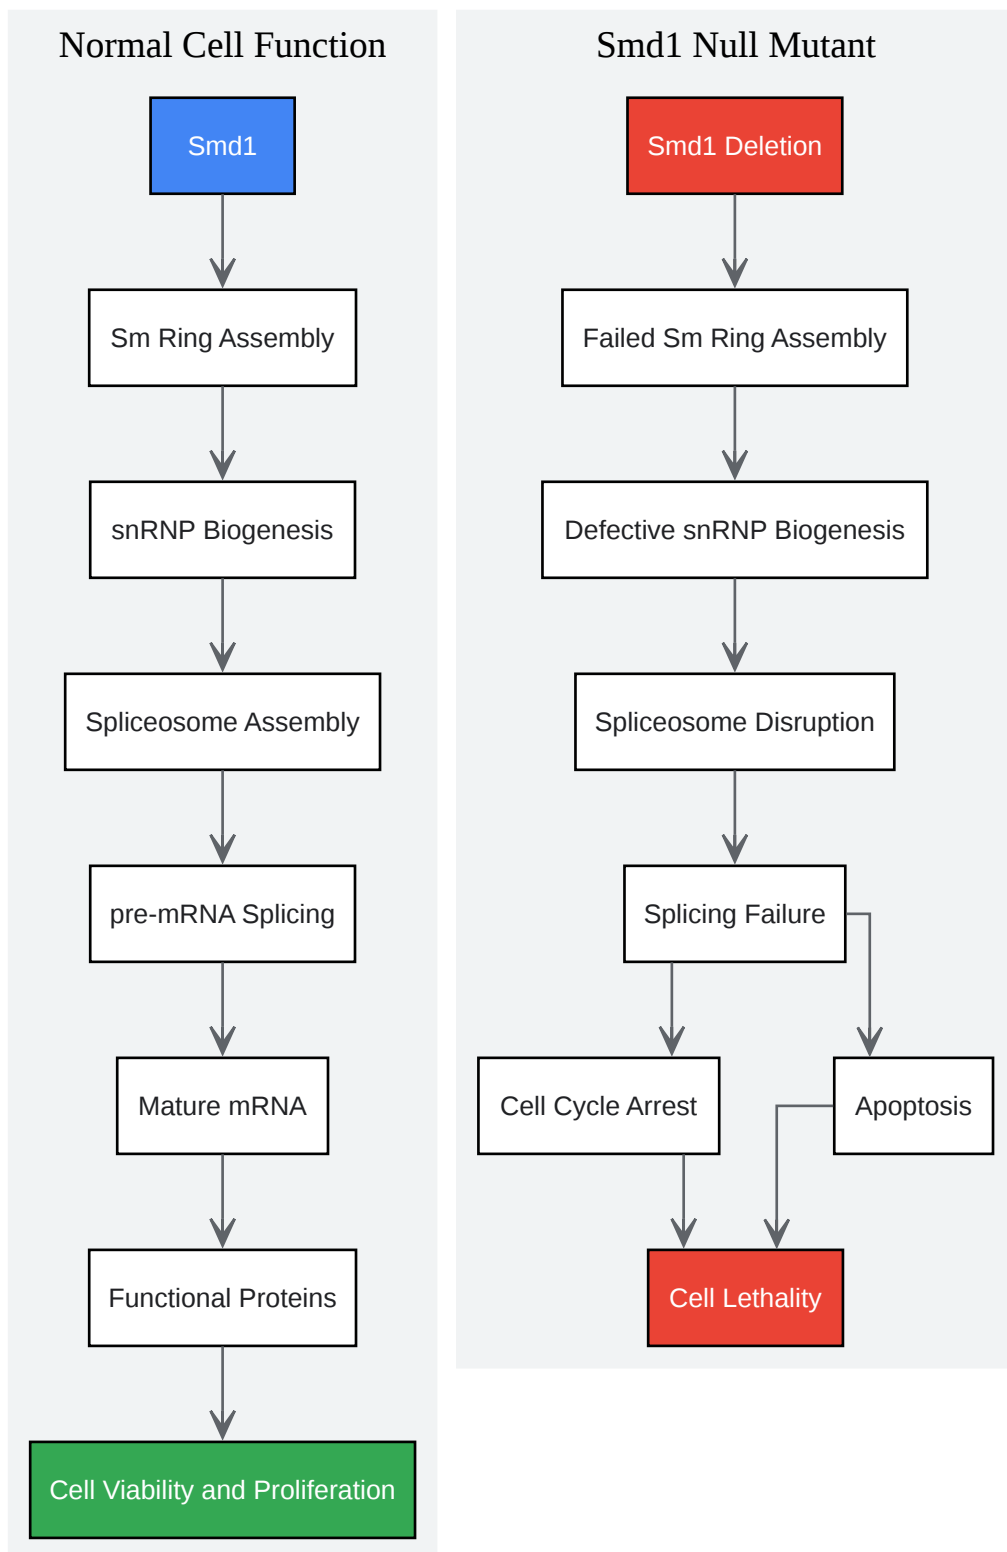 Normal Cell Function
Smd1
Sm Ring Assembly
snRNP Biogenesis
Spliceosome Assembly
pre-mRNA Splicing
Mature mRNA
Functional Proteins
Cell Viability and Proliferation
Smd1 Null Mutant
Smd1 Deletion
Failed Sm Ring Assembly
Defective snRNP Biogenesis
Spliceosome Disruption
Splicing Failure
Cell Cycle Arrest
Apoptosis
Cell Lethality